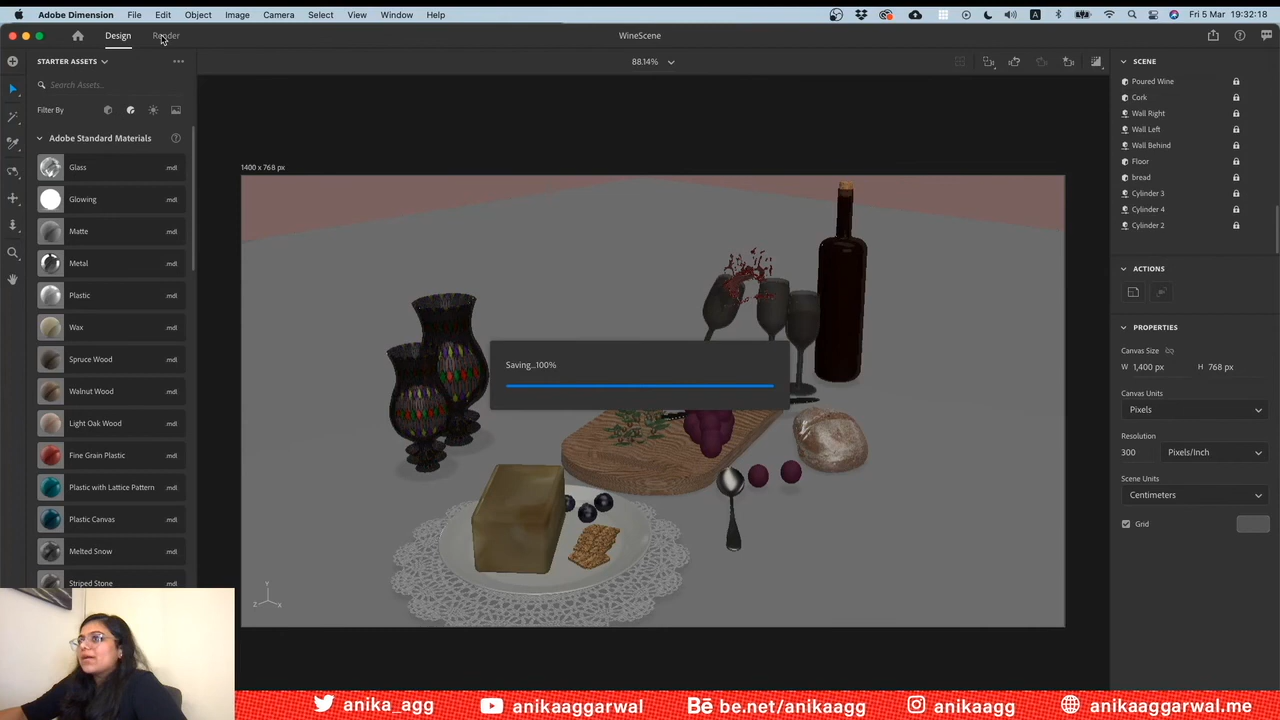 Adobe Dimension File Edit Object Image Camera Select View Window Help
A
Fri 5 Mar 19:32:18
Design Render
WineScene
STARTER ASSETS
88.14%
Search Assets..
Filter By
Adobe Standard Materials
Glass .mdl
Glowing .mdl
Matte .mdl
Metal .mdl
Plastic .mdl
Wax .mdl
Spruce Wood .mdl
Walnut Wood .mdl
Light Oak Wood .mdl
Fine Grain Plastic .mdl
Plastic with Lattice Pattern .mdl
Plastic Canvas .mdl
Melted Snow .mdl
Striped Stone .mdl
1400 x 768 px
Saving...100%
Y
Z X
SCENE
Poured Wine
Cork
Wall Right
Wall Left
Wall Behind
Floor
bread
Cylinder 3
Cylinder 4
Cylinder 2
ACTIONS
PROPERTIES
Canvas Size
W 1,400 px H 768 px
Canvas Units
Pixels
Resolution
300 Pixels/Inch
Scene Units
Centimeters
Grid
anika_agg anikaaggarwal Bē be.net/anikaagg anikaagg anikaaggarwal.me